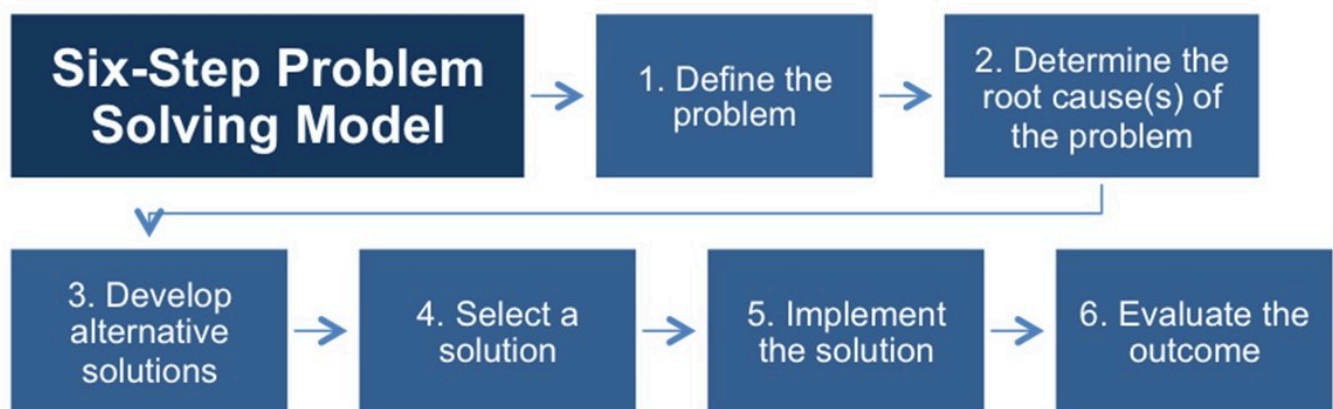 Six-Step Problem
Solving Model
1. Define the
problem
2. Determine the
root cause(s) of
the problem
3. Develop
alternative
solutions
4. Select a
solution
5. Implement
the solution
6. Evaluate the
outcome